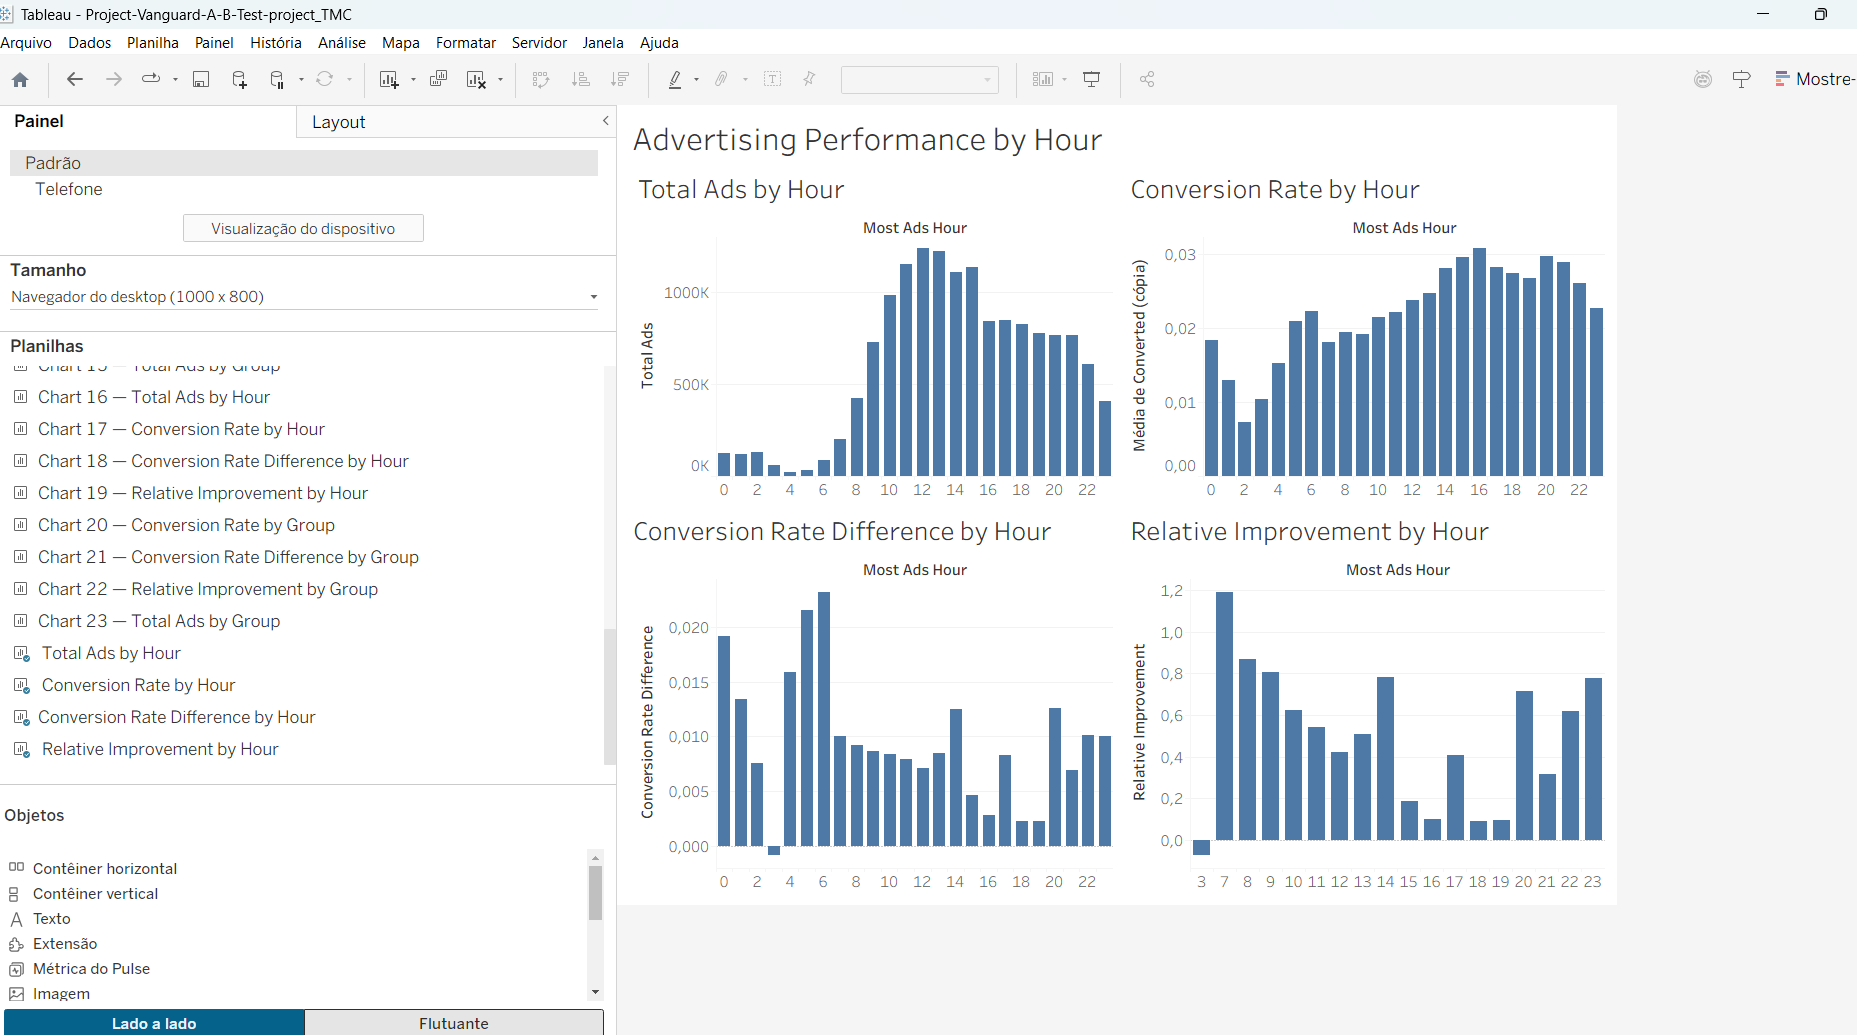 Tableau - Project-Vanguard-A-B-Test-project_TMC
Arquivo Dados Planilha Painel História Análise Mapa Formatar Servidor Janela Ajuda
Mostre-
Painel
Layout
Padrão
Telefone
Visualização do dispositivo
Tamanho
Navegador do desktop (1000 x 800)
Planilhas
Chart 15 — Total Ads by Group
Chart 16 — Total Ads by Hour
Chart 17 — Conversion Rate by Hour
Chart 18 — Conversion Rate Difference by Hour
Chart 19 — Relative Improvement by Hour
Chart 20 — Conversion Rate by Group
Chart 21 — Conversion Rate Difference by Group
Chart 22 — Relative Improvement by Group
Chart 23 — Total Ads by Group
Total Ads by Hour
Conversion Rate by Hour
Conversion Rate Difference by Hour
Relative Improvement by Hour
Objetos
Contêiner horizontal
Contêiner vertical
Texto
Extensão
Métrica do Pulse
Imagem
Lado a lado
Flutuante
Advertising Performance by Hour
Total Ads by Hour
Most Ads Hour
Total Ads
1000K
500K
0K
0 2 4 6 8 10 12 14 16 18 20 22
Conversion Rate by Hour
Most Ads Hour
Média de Converted (cópia)
0,03
0,02
0,01
0,00
0 2 4 6 8 10 12 14 16 18 20 22
Conversion Rate Difference by Hour
Most Ads Hour
Conversion Rate Difference
0,020
0,015
0,010
0,005
0,000
0 2 4 6 8 10 12 14 16 18 20 22
Relative Improvement by Hour
Most Ads Hour
Relative Improvement
1,2
1,0
0,8
0,6
0,4
0,2
0,0
3 7 8 9 10 11 12 13 14 15 16 17 18 19 20 21 22 23